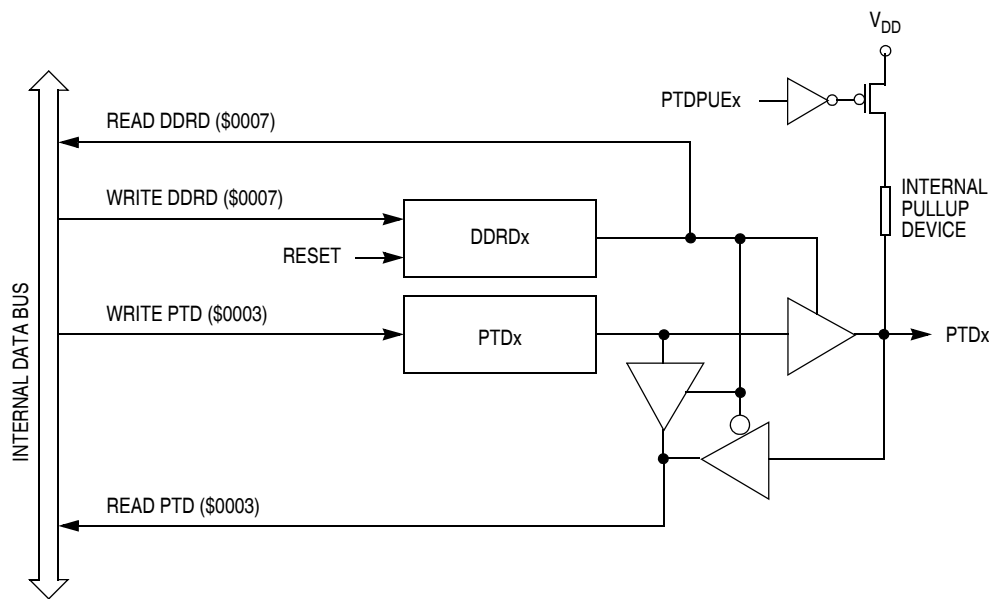 V_DD
PTDPUEx
READ DDRD ($0007)
WRITE DDRD ($0007)
INTERNAL
PULLUP
DEVICE
DDRDx
RESET
WRITE PTD ($0003)
PTDx
PTDx
INTERNAL DATA BUS
READ PTD ($0003)